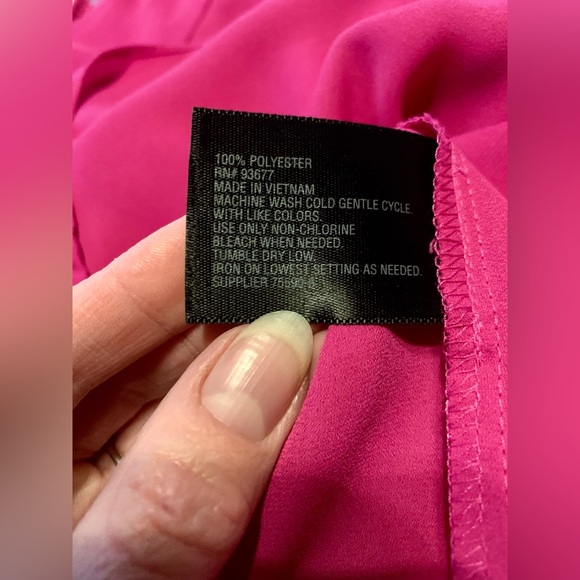 100% POLYESTER
RN# 93677
MADE IN VIETNAM
MACHINE WASH COLD GENTLE CYCLE.
WITH LIKE COLORS.
USE ONLY NON-CHLORINE
BLEACH WHEN NEEDED.
TUMBLE DRY LOW.
IRON ON LOWEST SETTING AS NEEDED.
SUPPLIER